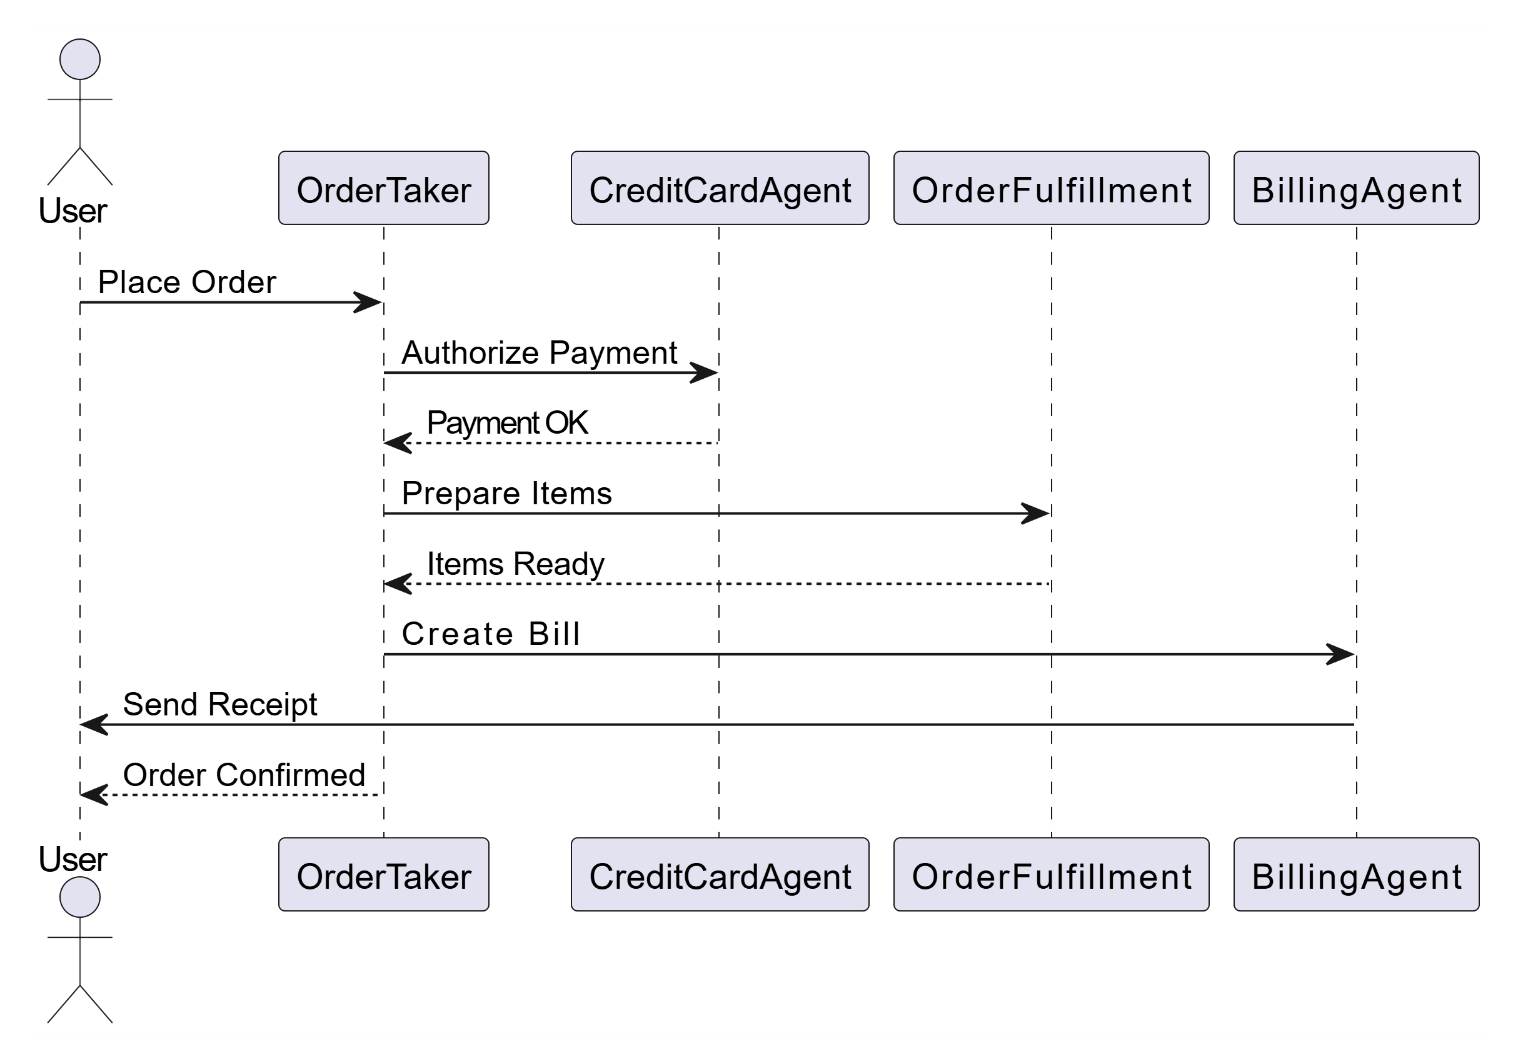 User
OrderTaker
CreditCardAgent
OrderFulfillment
BillingAgent
Place Order
Authorize Payment
Payment OK
Prepare Items
Items Ready
Create Bill
Send Receipt
Order Confirmed
User
OrderTaker
CreditCardAgent
OrderFulfillment
BillingAgent